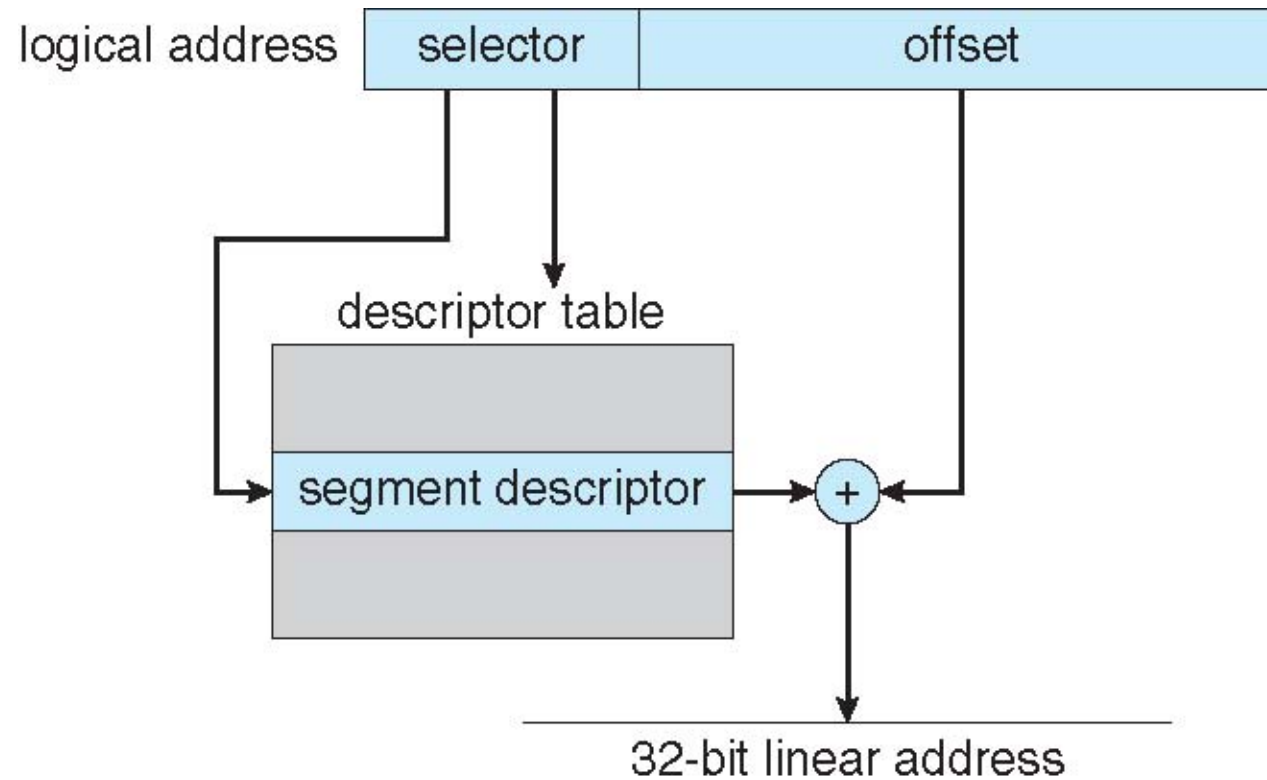 logical address selector offset
descriptor table
segment descriptor +
32-bit linear address